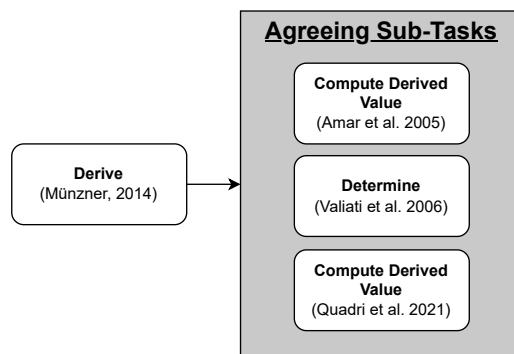 Agreeing Sub-Tasks
Compute Derived
Value
(Amar et al. 2005)
Derive
(Münzner, 2014)
Determine
(Valiati et al. 2006)
Compute Derived
Value
(Quadri et al. 2021)